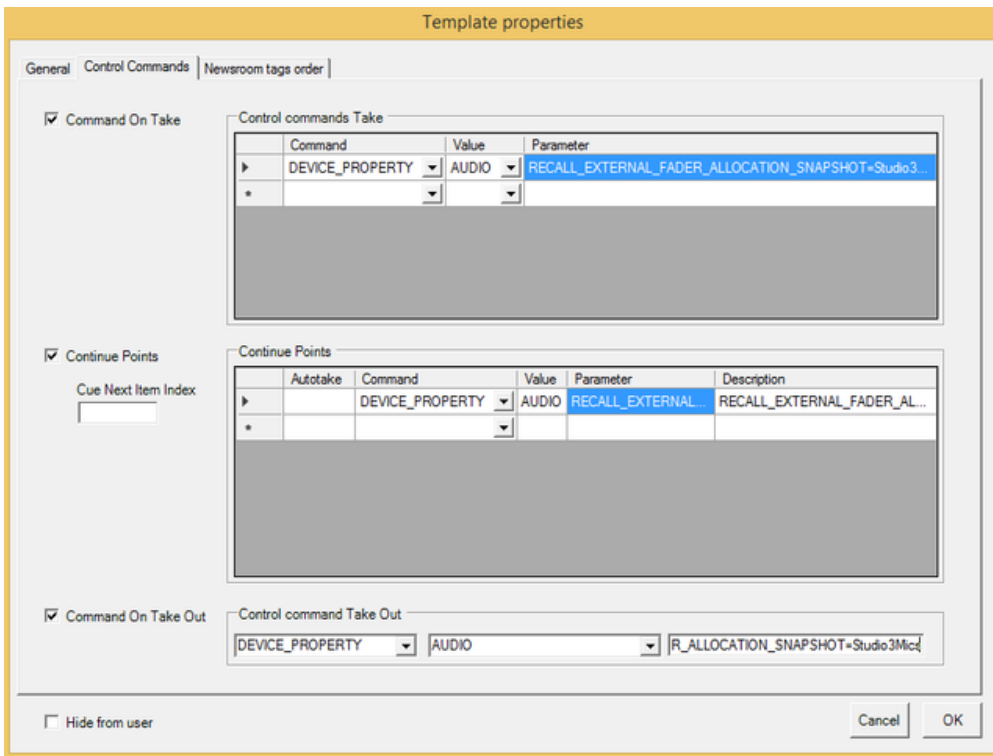 Template properties
General Control Commands Newsroom tags order
Command On Take
Control commands Take
Command Value Parameter
DEVICE_PROPERTY AUDIO RECALL_EXTERNAL_FADER_ALLOCATION_SNAPSHOT=Studio3...
*
Continue Points
Cue Next Item Index
Continue Points
Autotake Command Value Parameter Description
DEVICE_PROPERTY AUDIO RECALL_EXTERNAL... RECALL_EXTERNAL_FADER_AL...
*
Command On Take Out
Control command Take Out
DEVICE_PROPERTY AUDIO R_ALLOCATION_SNAPSHOT=Studio3Mics
Hide from user
Cancel OK